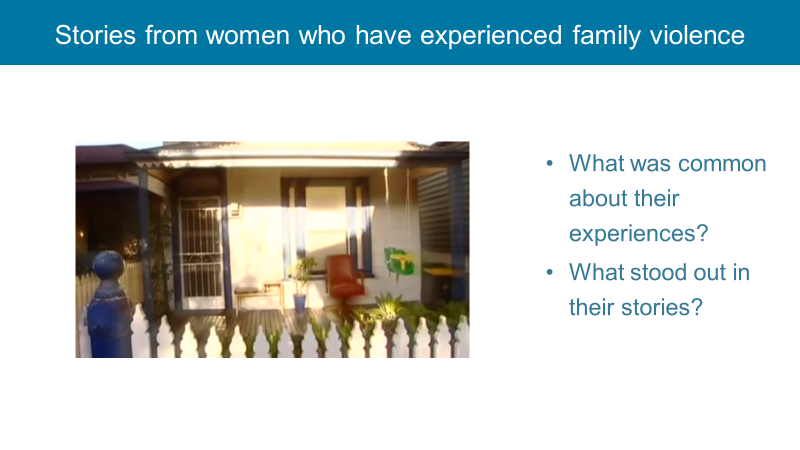 Stories from women who have experienced family violence
• What was common
about their
experiences?
• What stood out in
their stories?